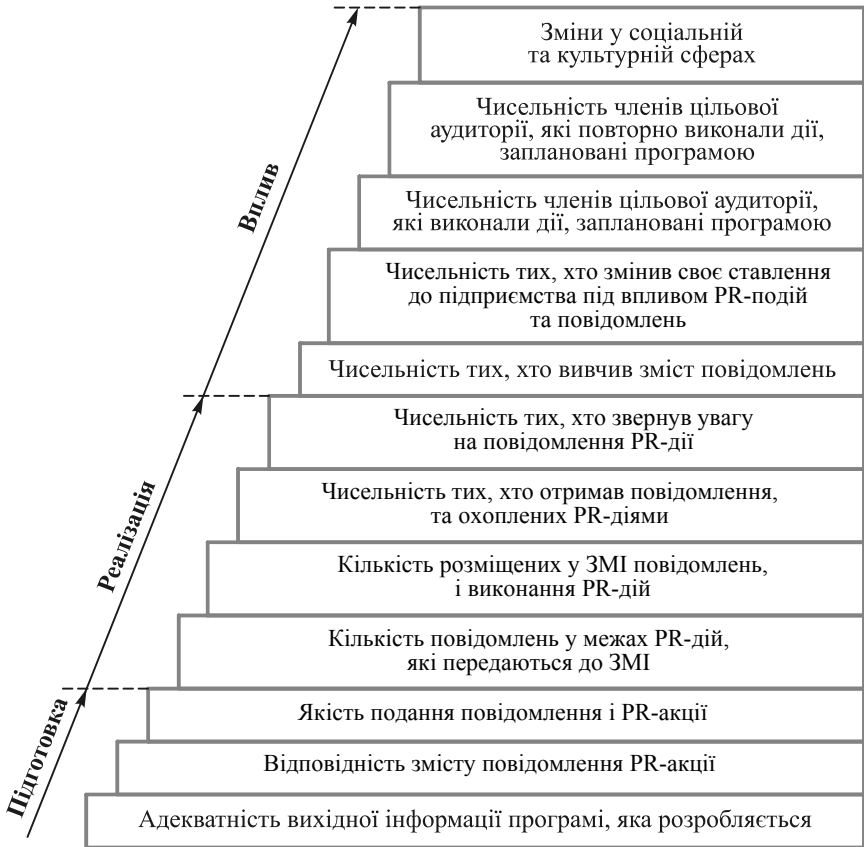 Зміни у соціальній
та культурній сферах
Чисельність членів цільової
аудиторії, які повторно виконали дії,
заплановані програмою
Чисельність членів цільової аудиторії,
які виконали дії, заплановані програмою
Чисельність тих, хто змінив своє ставлення
до підприємства під впливом PR-подій
та повідомлень
Чисельність тих, хто вивчив зміст повідомлень
Вплив
Чисельність тих, хто звернув увагу
на повідомлення PR-дії
Чисельність тих, хто отримав повідомлення,
та охоплених PR-діями
Кількість розміщених у ЗМІ повідомлень,
і виконання PR-дій
Кількість повідомлень у межах PR-дій,
які передаються до ЗМІ
Реалізація
Якість подання повідомлення і PR-акції
Відповідність змісту повідомлення PR-акції
Адекватність вихідної інформації програмі, яка розробляється
Підготовка